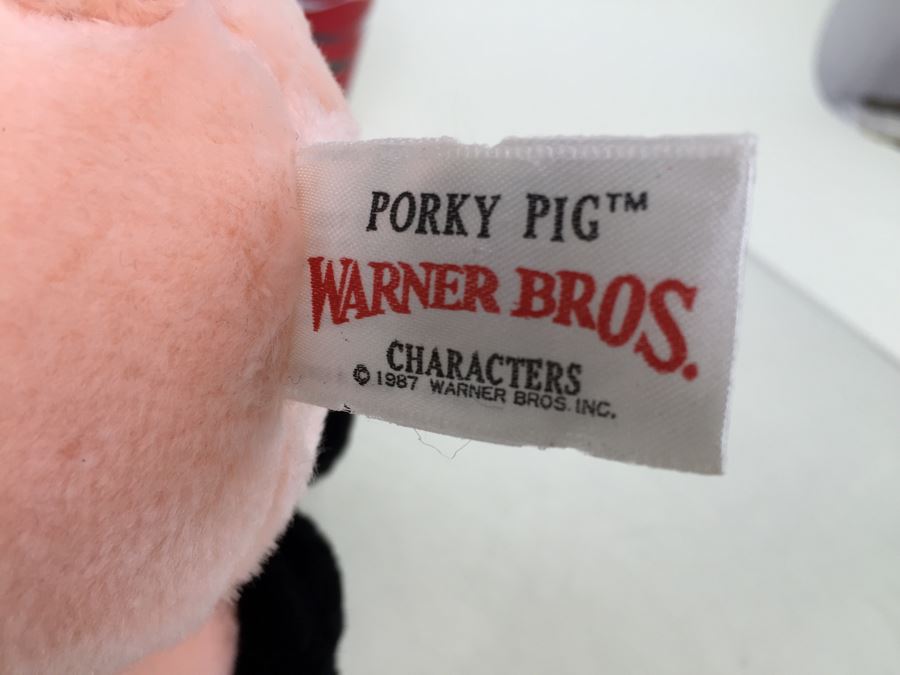 PORKY PIG™
WARNER BROS.
CHARACTERS
© 1987 WARNER BROS. INC.